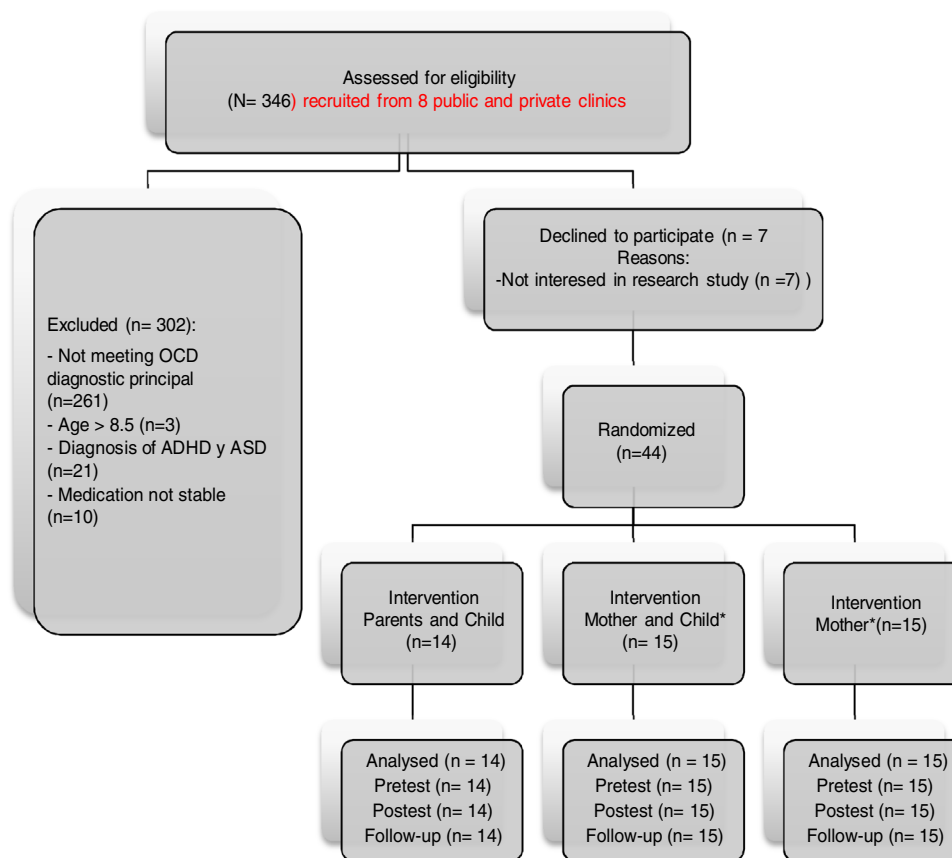 Assessed for eligibility
(N= 346) recruited from 8 public and private clinics
Excluded (n= 302):
- Not meeting OCD
diagnostic principal
(n=261)
- Age > 8.5 (n=3)
- Diagnosis of ADHD y ASD
(n=21)
- Medication not stable
(n=10)
Declined to participate (n = 7
Reasons:
-Not interesed in research study (n =7) )
Randomized
(n=44)
Intervention
Parents and Child
(n=14)
Intervention
Mother and Child*
(n= 15)
Intervention
Mother*(n=15)
Analysed (n = 14)
Pretest (n= 14)
Postest (n= 14)
Follow-up (n= 14)
Analysed (n = 15)
Pretest (n= 15)
Postest (n= 15)
Follow-up (n= 15)
Analysed (n = 15)
Pretest (n= 15)
Postest (n= 15)
Follow-up (n= 15)